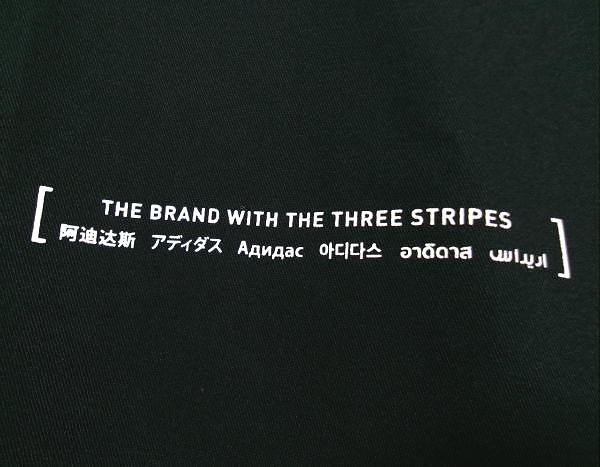 THE BRAND WITH THE THREE STRIPES
阿迪达斯 アディダス Адидас 아디다스 อาดิดาส